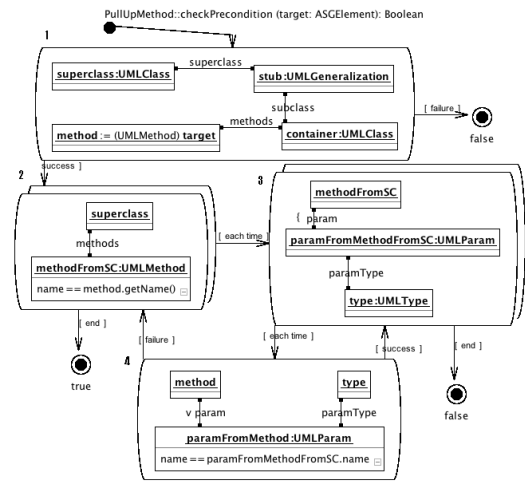 PullUpMethod::checkPrecondition (target: ASGElement): Boolean
1
superclass
superclass:UMLClass
stub:UMLGeneralization
subclass
methods
method := (UMLMethod) target
container:UMLClass
[ failure ]
false
success ]
2
superclass
methods
methodFromSC:UMLMethod
name == method.getName()
[ each time ]
3
methodFromSC
{ param
paramFromMethodFromSC:UMLParam
paramType
type:UMLType
[ end ]
true
[ failure ]
[ each time ]
[ success ]
[ end ]
false
4
method
type
v param
paramType
paramFromMethod:UMLParam
name == paramFromMethodFromSC.name